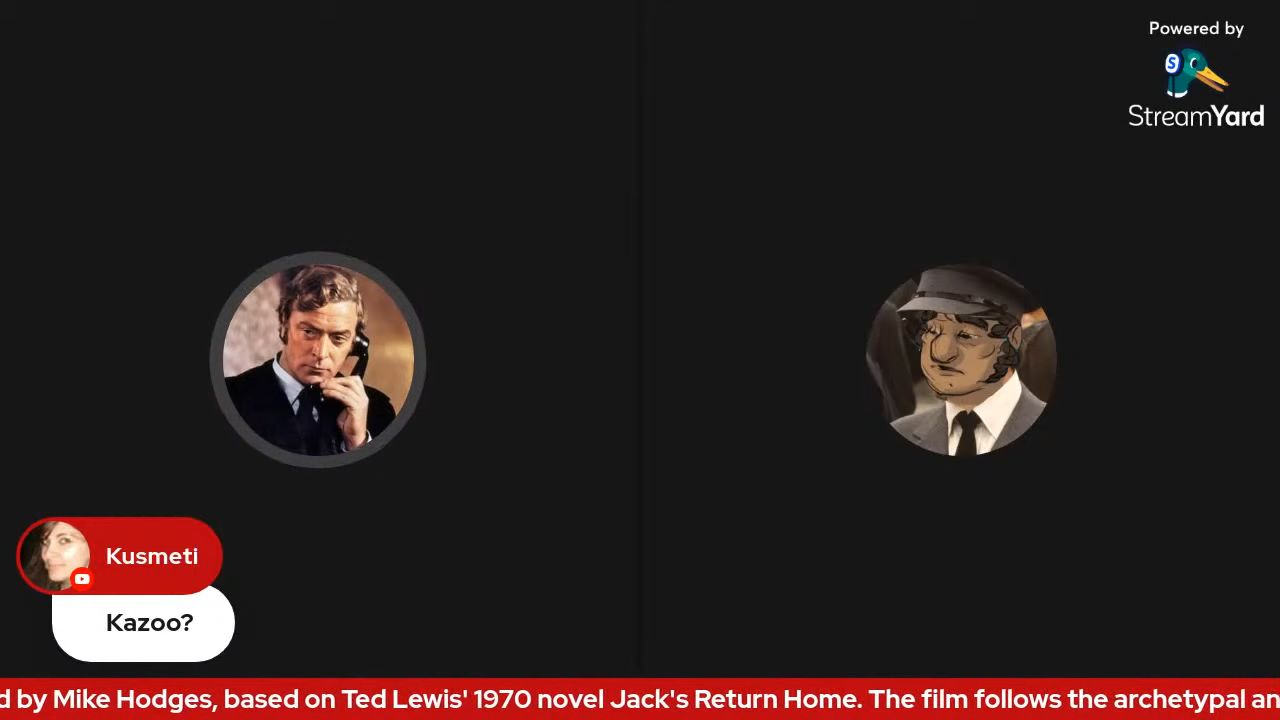 Powered by
S
StreamYard
Kusmeti
Kazoo?
d by Mike Hodges, based on Ted Lewis' 1970 novel Jack's Return Home. The film follows the archetypal an